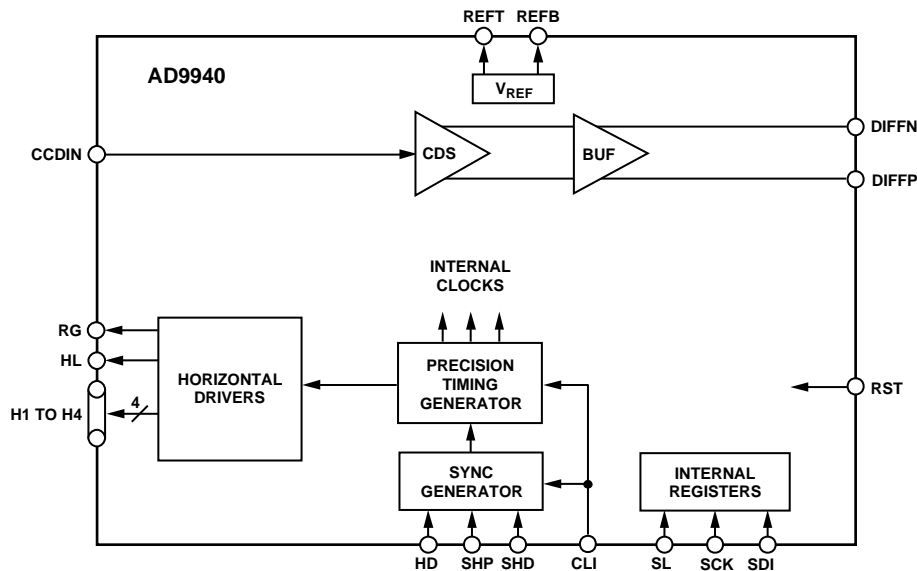 REFT REFB
AD9940
VREF
CCDIN
CDS
BUF
DIFFN
DIFFP
INTERNAL
CLOCKS
RG
HL
H1 TO H4
4
HORIZONTAL
DRIVERS
PRECISION
TIMING
GENERATOR
RST
SYNC
GENERATOR
INTERNAL
REGISTERS
HD SHP SHD CLI SL SCK SDI